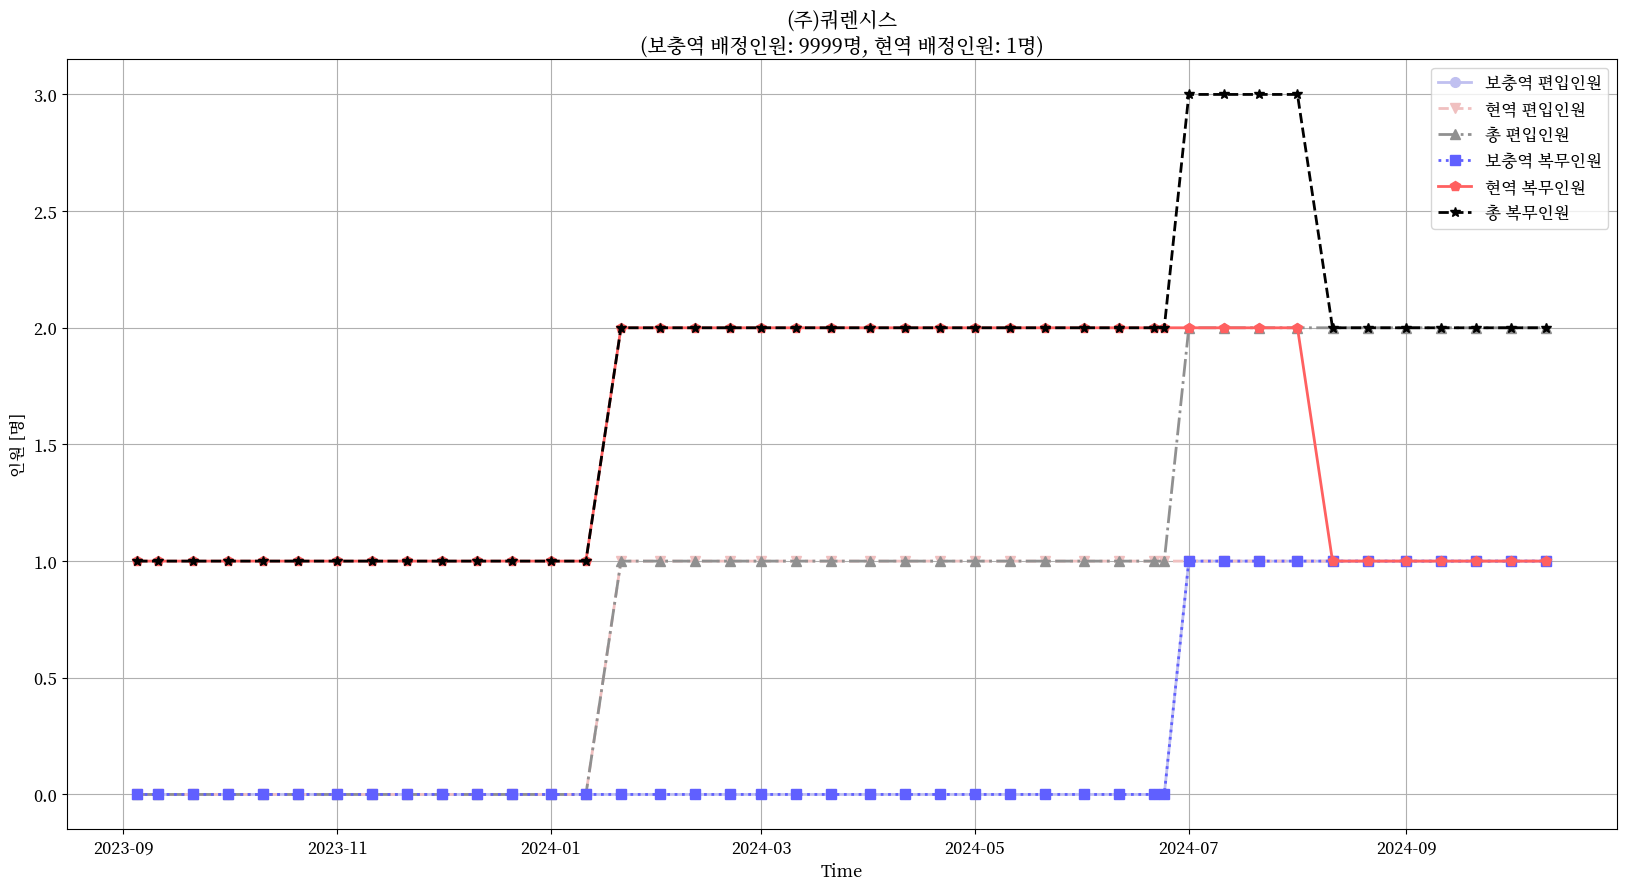 (주)쿼렌시스
(보충역 배정인원: 9999명, 현역 배정인원: 1명)
보충역 편입인원
현역 편입인원
총 편입인원
보충역 복무인원
현역 복무인원
총 복무인원
인원 [명]
3.0
2.5
2.0
1.5
1.0
0.5
0.0
2023-09 2023-11 2024-01 2024-03 2024-05 2024-07 2024-09
Time